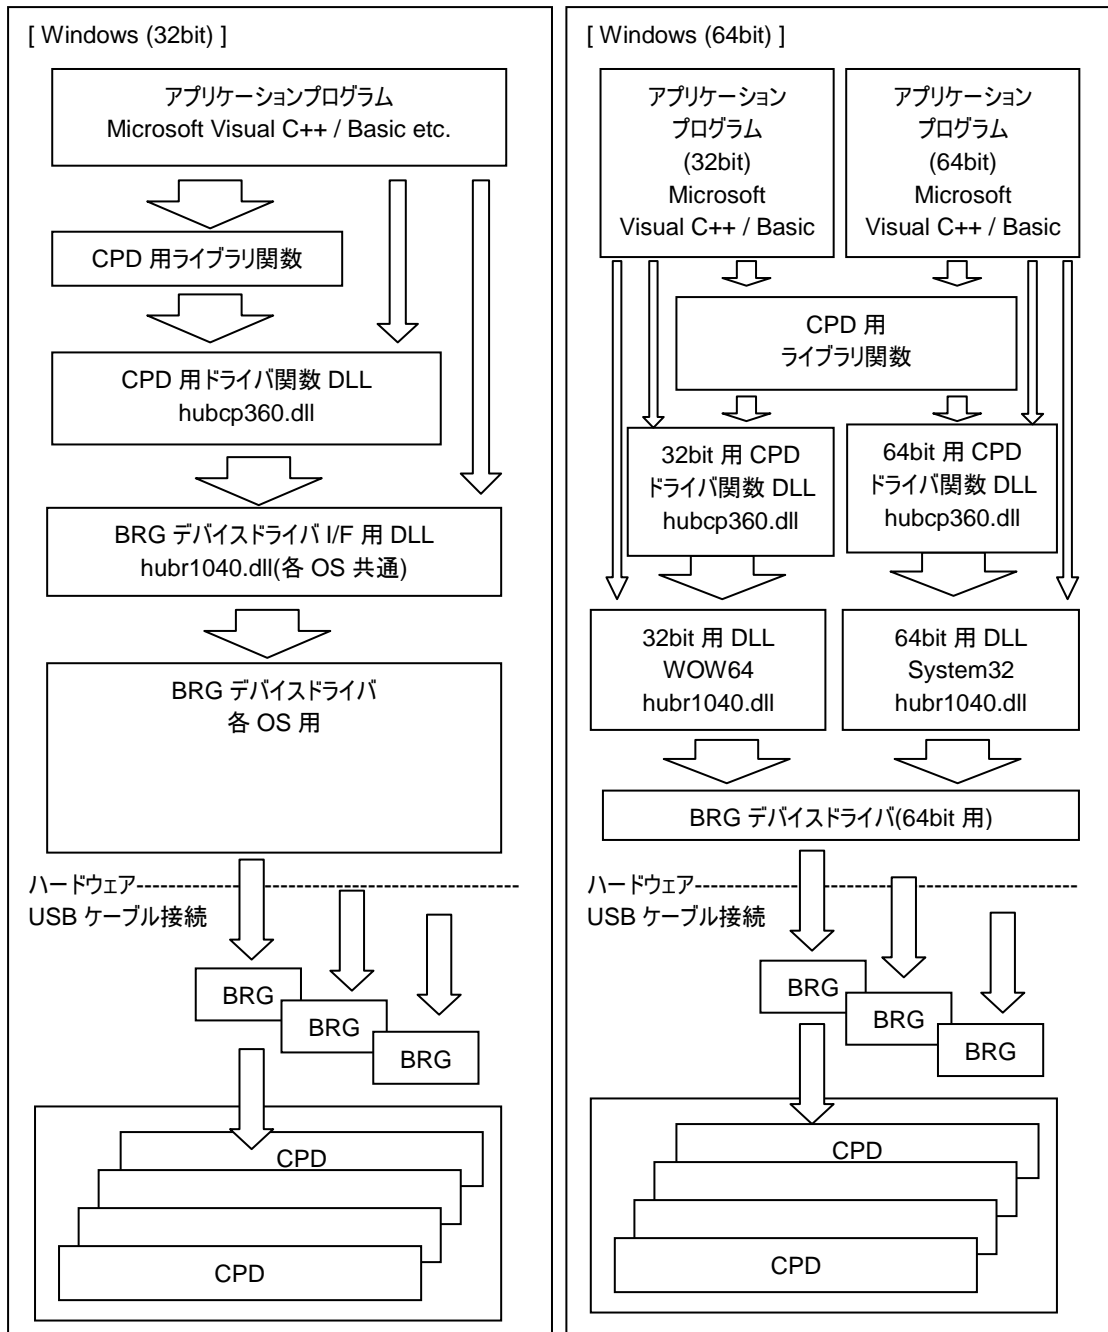 [ Windows (32bit) ]
アプリケーションプログラム
Microsoft Visual C++ / Basic etc.
CPD 用ライブラリ関数
CPD 用ドライバ関数 DLL
hubcp360.dll
BRG デバイスドライバ I/F 用 DLL
hubr1040.dll(各 OS 共通)
BRG デバイスドライバ
各 OS 用
ハードウェア
USB ケーブル接続
BRG
BRG
BRG
CPD
CPD
[ Windows (64bit) ]
アプリケーション
プログラム
(32bit)
Microsoft
Visual C++ / Basic
アプリケーション
プログラム
(64bit)
Microsoft
Visual C++ / Basic
CPD 用
ライブラリ関数
32bit 用 CPD
ドライバ関数 DLL
hubcp360.dll
64bit 用 CPD
ドライバ関数 DLL
hubcp360.dll
32bit 用 DLL
WOW64
hubr1040.dll
64bit 用 DLL
System32
hubr1040.dll
BRG デバイスドライバ(64bit 用)
ハードウェア
USB ケーブル接続
BRG
BRG
BRG
CPD
CPD